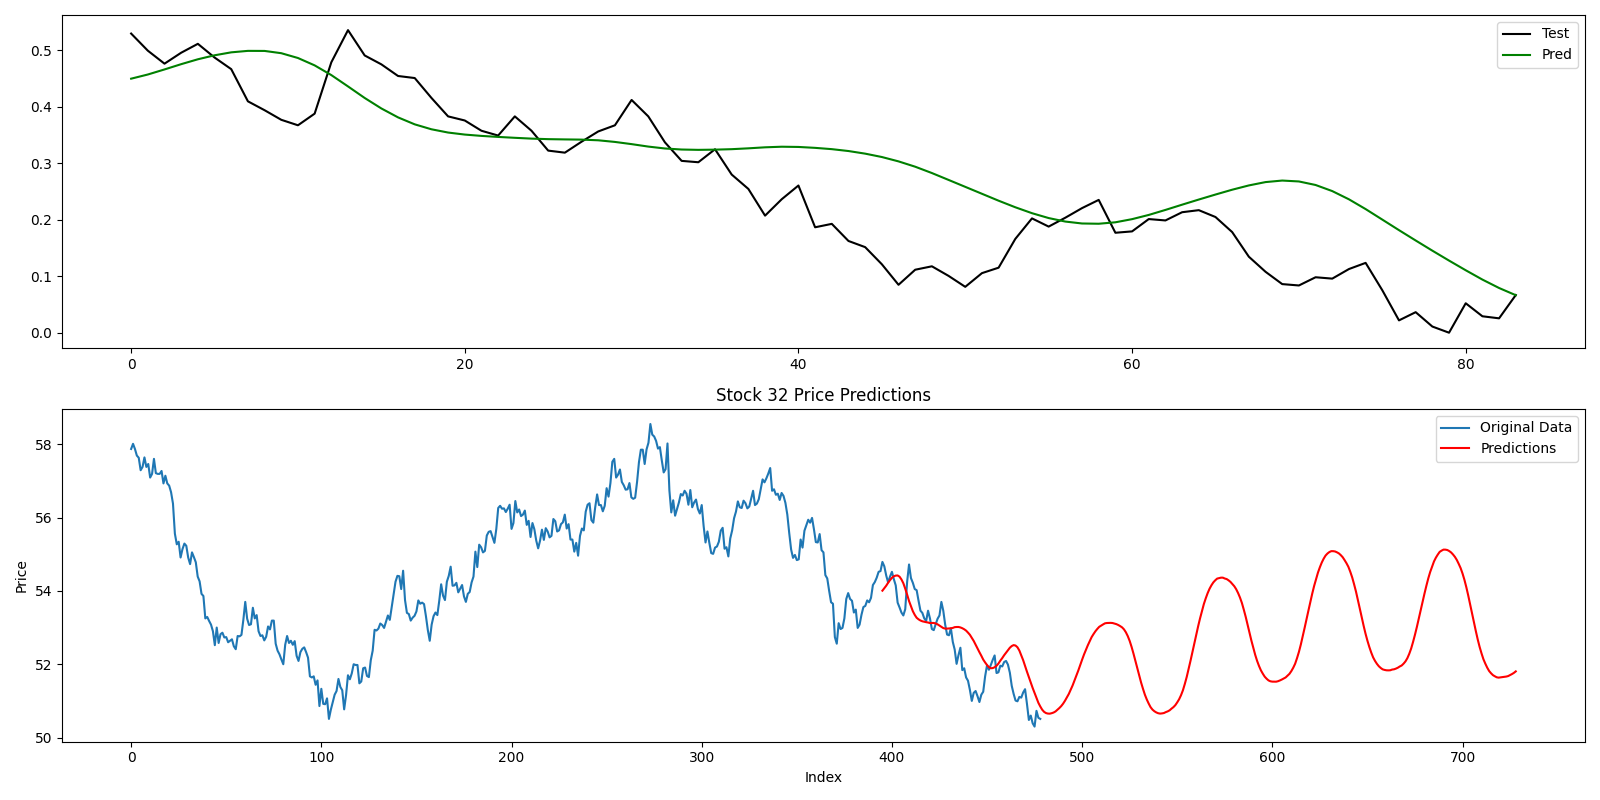 0.5
0.4
0.3
0.2
0.1
0.0
Test
Pred
0 20 40 60 80
Stock 32 Price Predictions
Price
58
56
54
52
50
Original Data
Predictions
0 100 200 300 400 500 600 700
Index